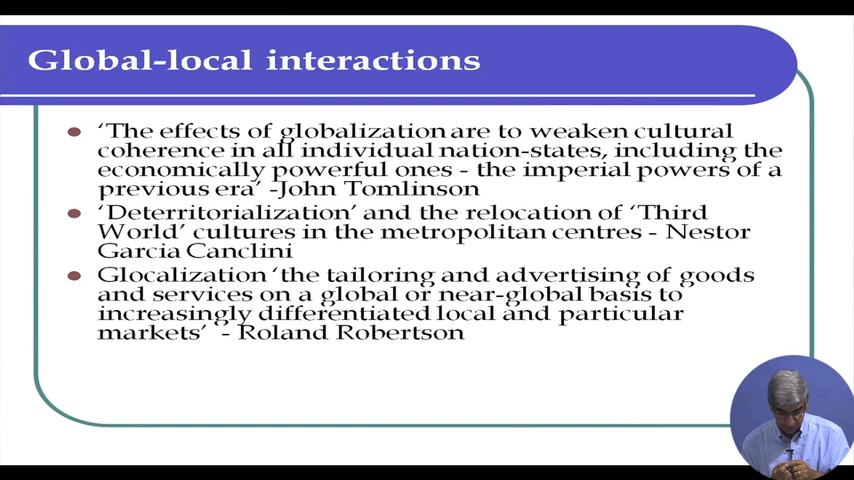 Global-local interactions
‘The effects of globalization are to weaken cultural
coherence in all individual nation-states, including the
economically powerful ones - the imperial powers of a
previous era’ -John Tomlinson
‘Deterritorialization’ and the relocation of ‘Third
World’ cultures in the metropolitan centres - Nestor
Garcia Canclini
Glocalization ‘the tailoring and advertising of goods
and services on a global or near-global basis to
increasingly differentiated local and particular
markets’ - Roland Robertson